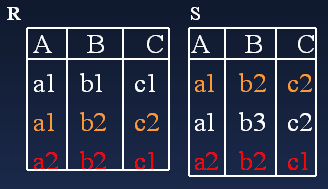 R S
A B C A B C
a1 b1 c1 a1 b2 c2
a1 b2 c2 a1 b3 c2
a2 b2 c1 a2 b2 c1